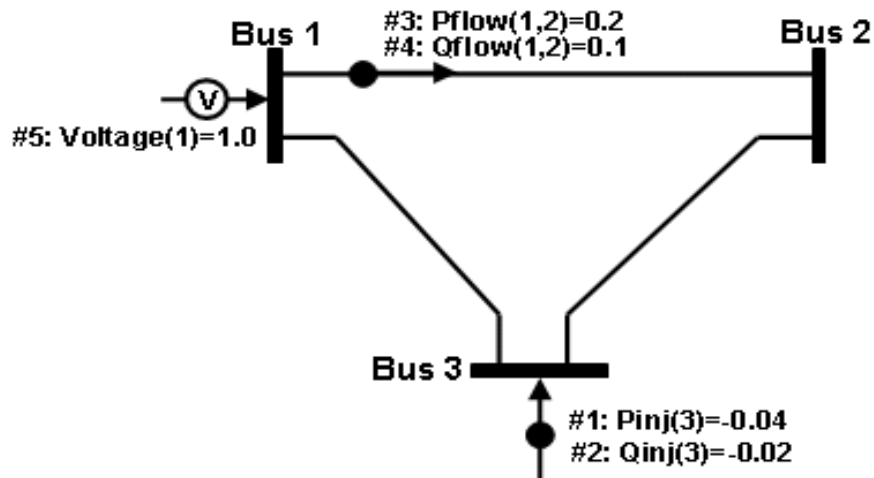 Bus 1
#3: Pflow(1,2)=0.2
#4: Qflow(1,2)=0.1
Bus 2
V
#5: Voltage(1)=1.0
Bus 3
#1: Pinj(3)=-0.04
#2: Qinj(3)=-0.02